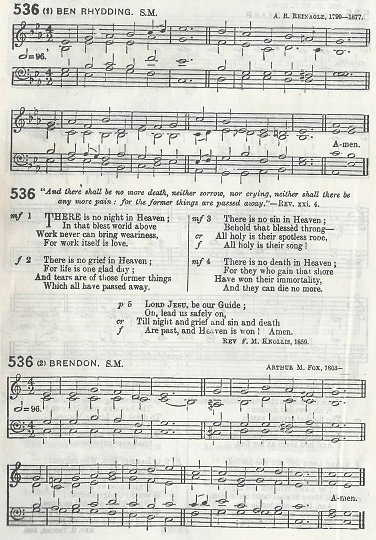 536 (1) BEN RHYDDING. S.M.
A. R. REINAGLE, 1799—1877.
=96.
A-men.
536 "And there shall be no more death, neither sorrow, nor crying, neither shall there be
any more pain: for the former things are passed away."—REV. xxi. 4.
mf 1 THERE is no night in Heaven;
In that blest world above
Work never can bring weariness,
For work itself is love.
f 2 There is no grief in Heaven;
For life is one glad day;
And tears are of those former things
Which all have passed away.
mf 3 There is no sin in Heaven;
Behold that blessèd throng—
cr All holy is their spotless robe,
f All holy is their song!
mf 4 There is no death in Heaven;
For they who gain that shore
Have won their immortality,
And they can die no more.
p 5 LORD JESU, be our Guide;
O, lead us safely on,
cr Till night and grief and sin and death
f Are past, and Heaven is won! Amen.
REV F. M. KNOLLIS, 1859.
536 (2) BRENDON. S.M.
ARTHUR M. FOX,
=96.
A-men.